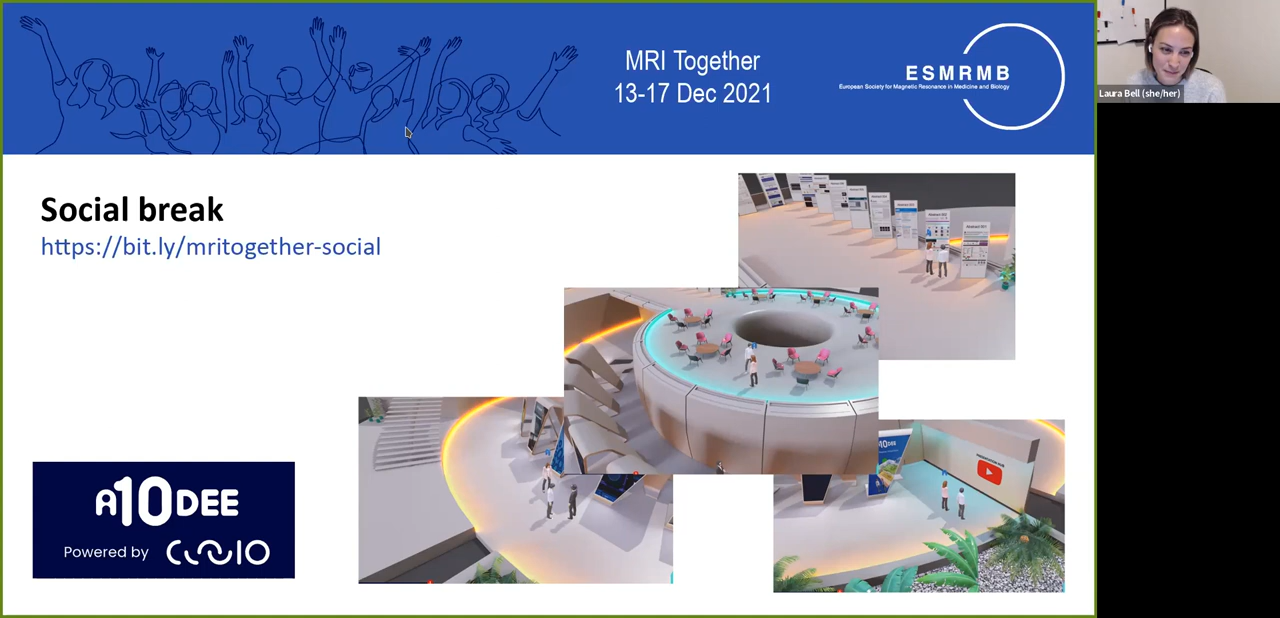 MRI Together
13-17 Dec 2021
ESMRMB
European Society for Magnetic Resonance in Medicine and Biology
Laura Bell (she/her)
Social break
https://bit.ly/mritogether-social
A10DEE
Powered by